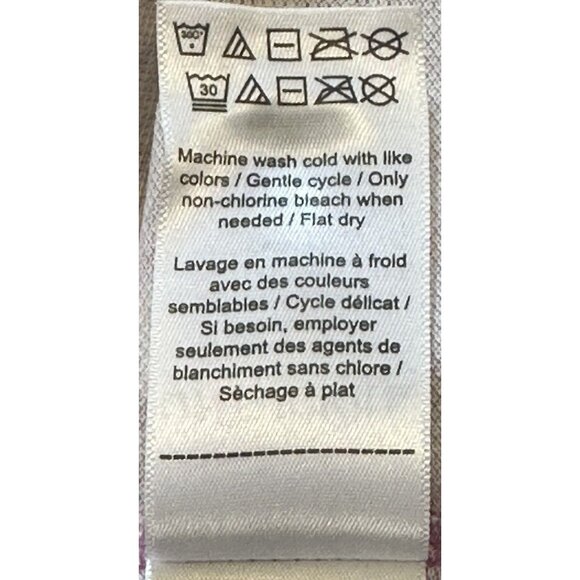 30C°
30
Machine wash cold with like
colors / Gentle cycle / Only
non-chlorine bleach when
needed / Flat dry
Lavage en machine à froid
avec des couleurs
semblables / Cycle délicat /
Si besoin, employer
seulement des agents de
blanchiment sans chlore /
Sèchage à plat